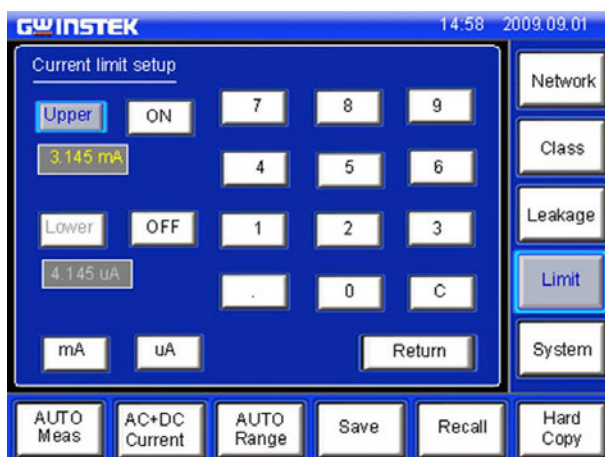 GWINSTEK 14:58 2009.09.01
Current limit setup
Upper ON 7 8 9
3.145 mA
4 5 6
Lower OFF 1 2 3
4.145 uA
. 0 C
mA uA Return
Network
Class
Leakage
Limit
System
AUTO Meas
AC+DC Current
AUTO Range
Save
Recall
Hard Copy